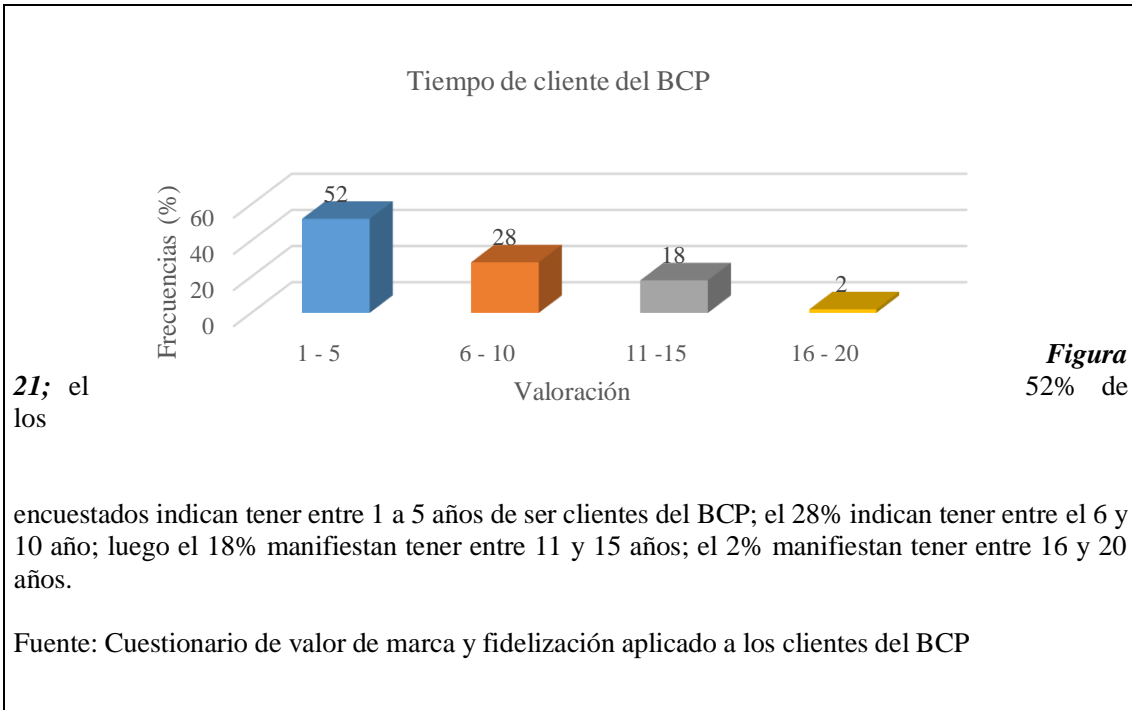 Tiempo de cliente del BCP
Frecuencias (%)
60
40
20
0
52
28
18
2
1 - 5
6 - 10
11 -15
16 - 20
Valoración
Figura
21; el
52% de
los
encuestados indican tener entre 1 a 5 años de ser clientes del BCP; el 28% indican tener entre el 6 y
10 año; luego el 18% manifiestan tener entre 11 y 15 años; el 2% manifiestan tener entre 16 y 20
años.
Fuente: Cuestionario de valor de marca y fidelización aplicado a los clientes del BCP